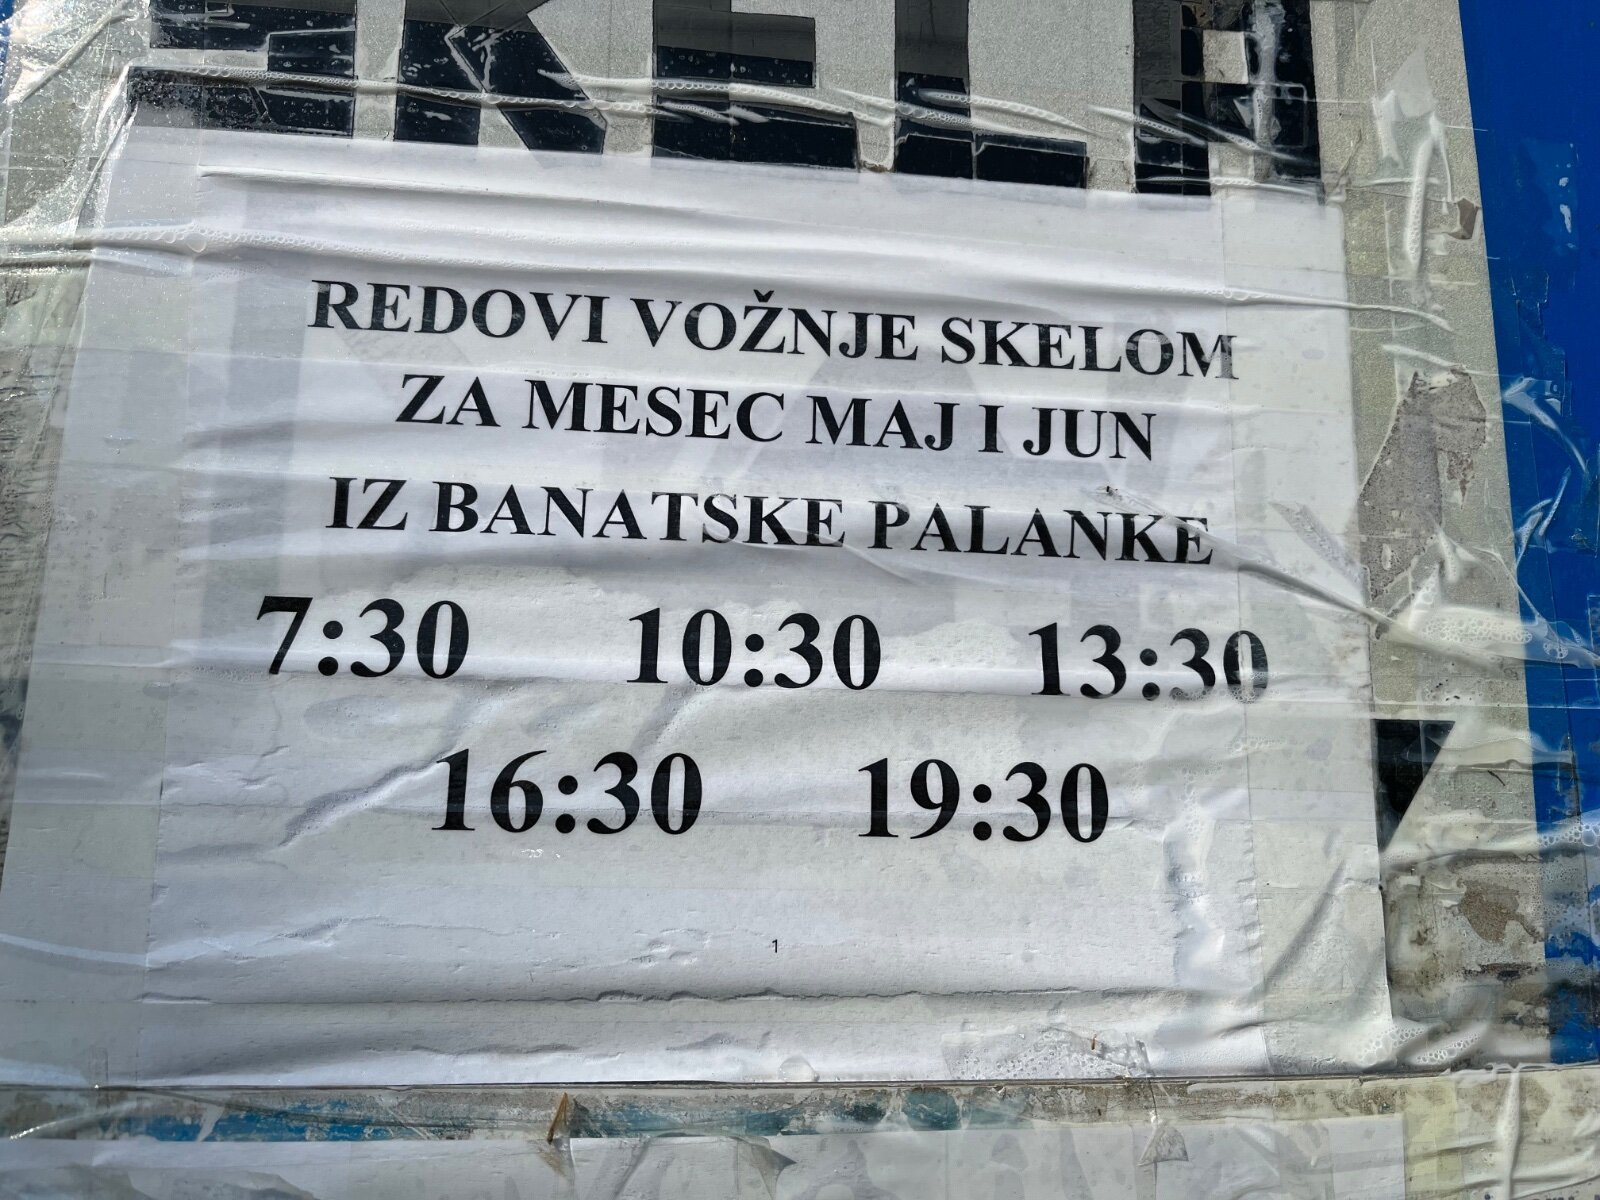 SKELA
REDOVI VOŽNJE SKELOM
ZA MESEC MAJ I JUN
IZ BANATSKE PALANKE
7:30 10:30 13:30
16:30 19:30
1